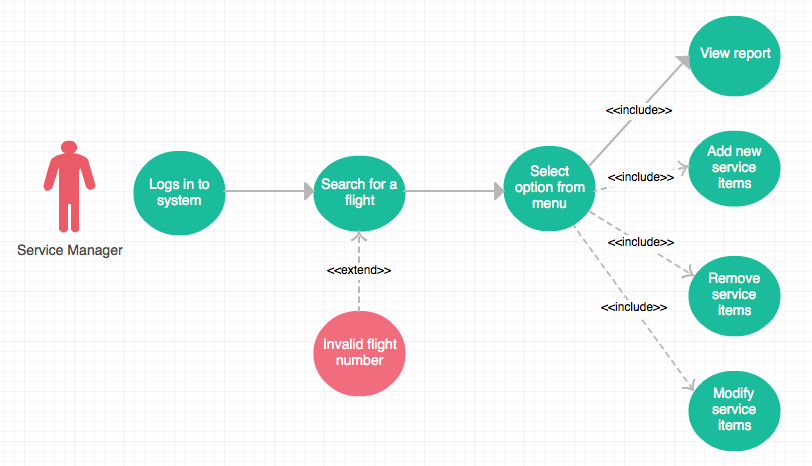 View report
<<include>>
Add new
service
items
<<include>>
Select
option from
menu
Logs in to
system
Search for a
flight
Service Manager
<<include>>
<<extend>>
Remove
service
items
<<include>>
Invalid flight
number
Modify
service
items